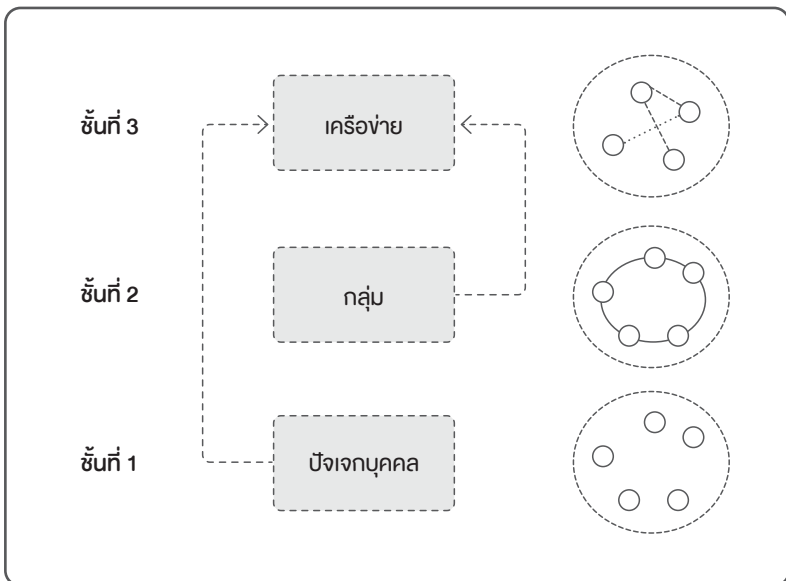 ชั้นที่ 3
เครือข่าย
ชั้นที่ 2
กลุ่ม
ชั้นที่ 1
ปัจเจกบุคคล